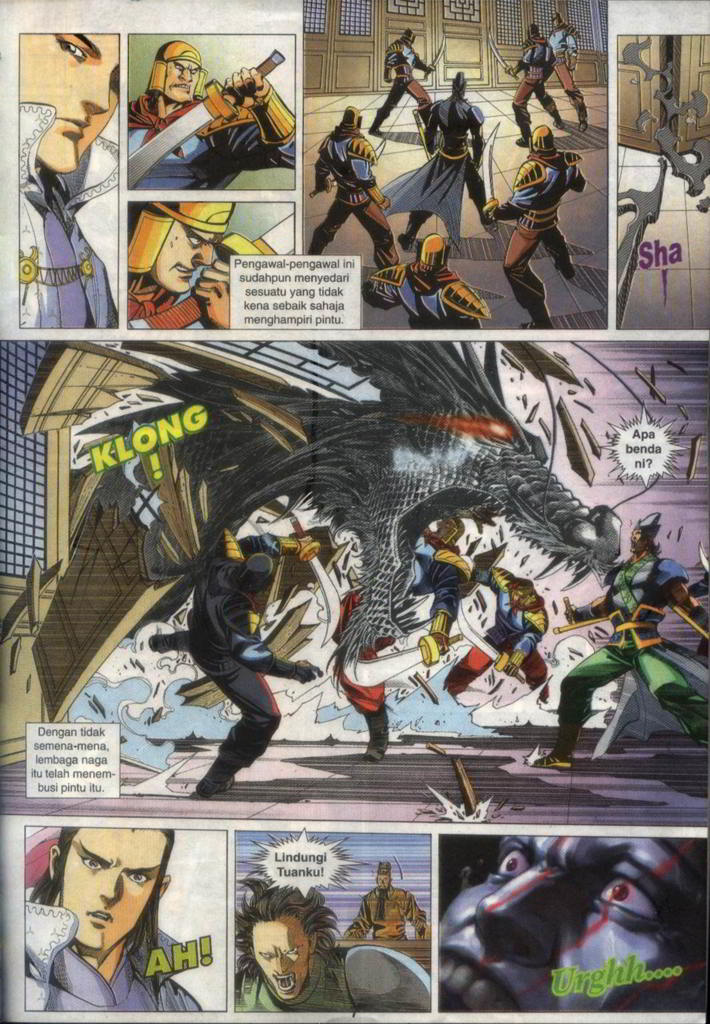 Pengawal-pengawal ini
sudahpun menyedari
sesuatu yang tidak
kena sebaik sahaja
menghampiri pintu.
Sha
KLONG
!
Apa
benda
ni?
Dengan tidak
semena-mena,
lembaga naga
itu telah menem-
busi pintu itu.
AH!
Lindungi
Tuanku!
Urghh....